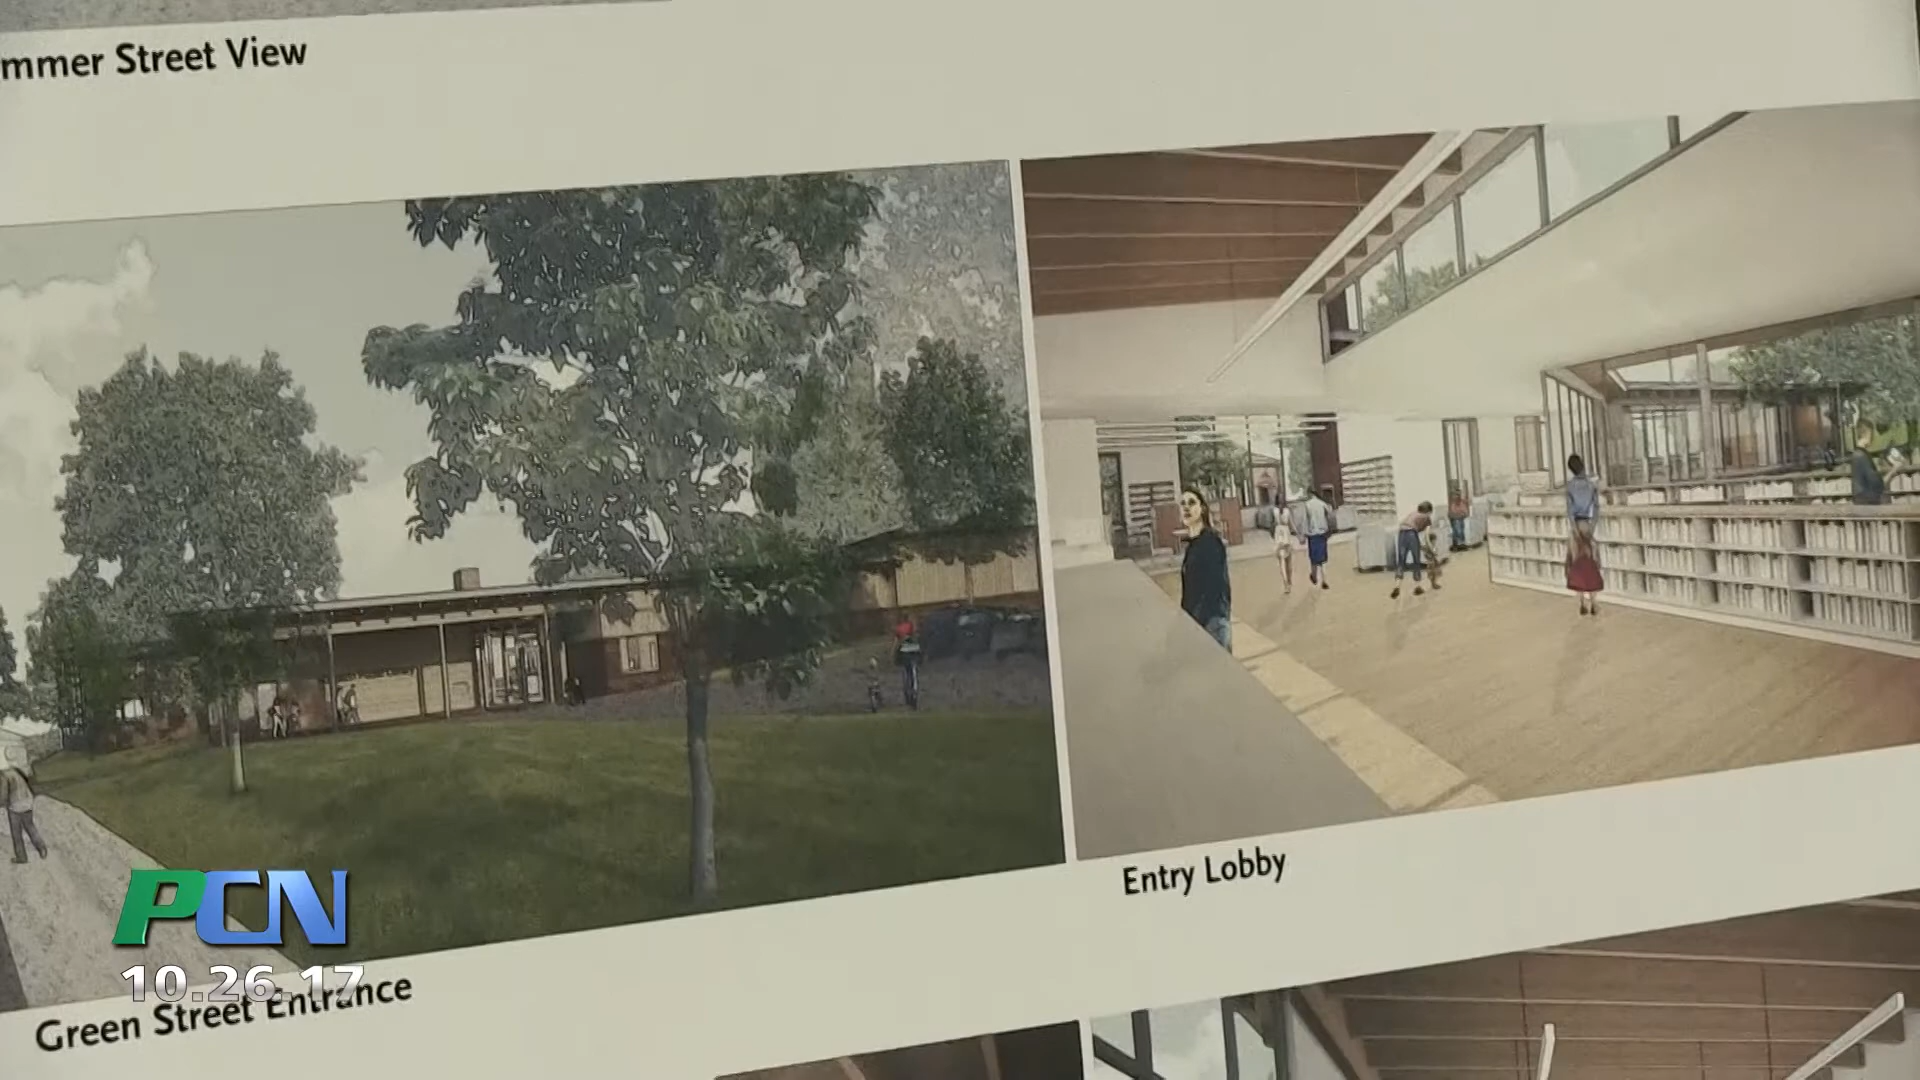 mmer Street View
Entry Lobby
Green Street Entrance
PCN
10.26.17